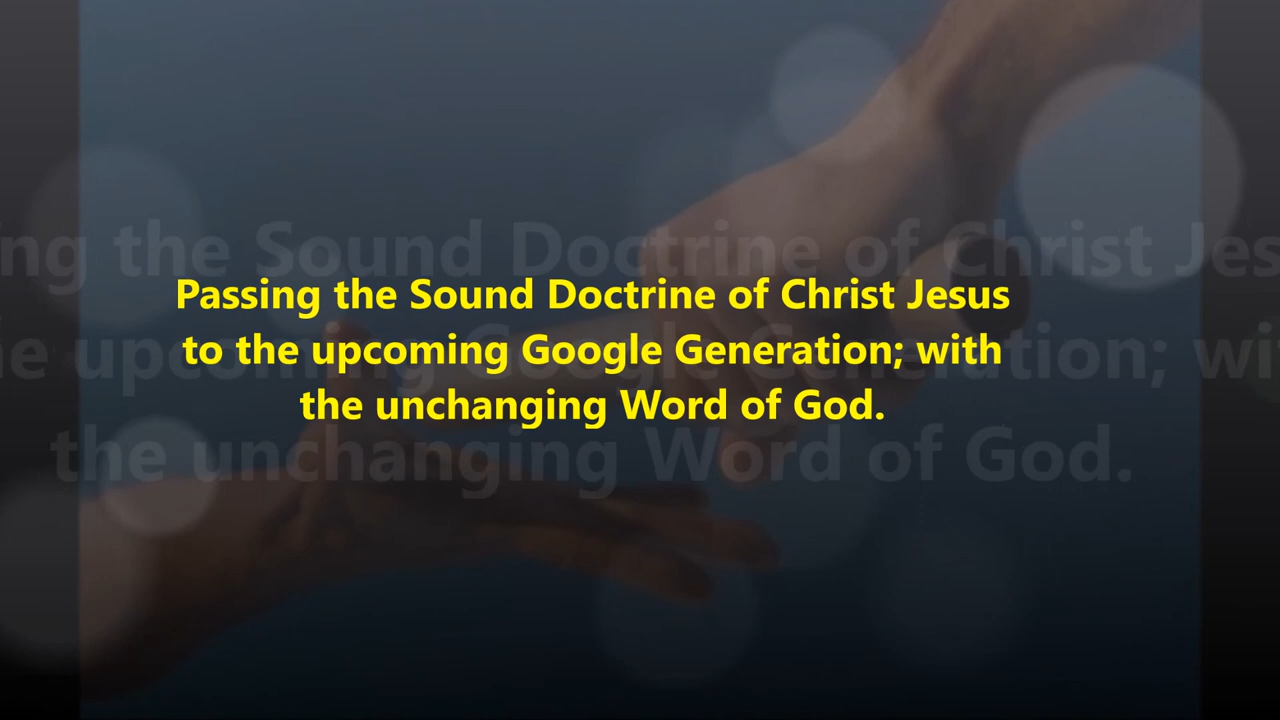 Passing the Sound Doctrine of Christ Jesus
to the upcoming Google Generation; with
the unchanging Word of God.